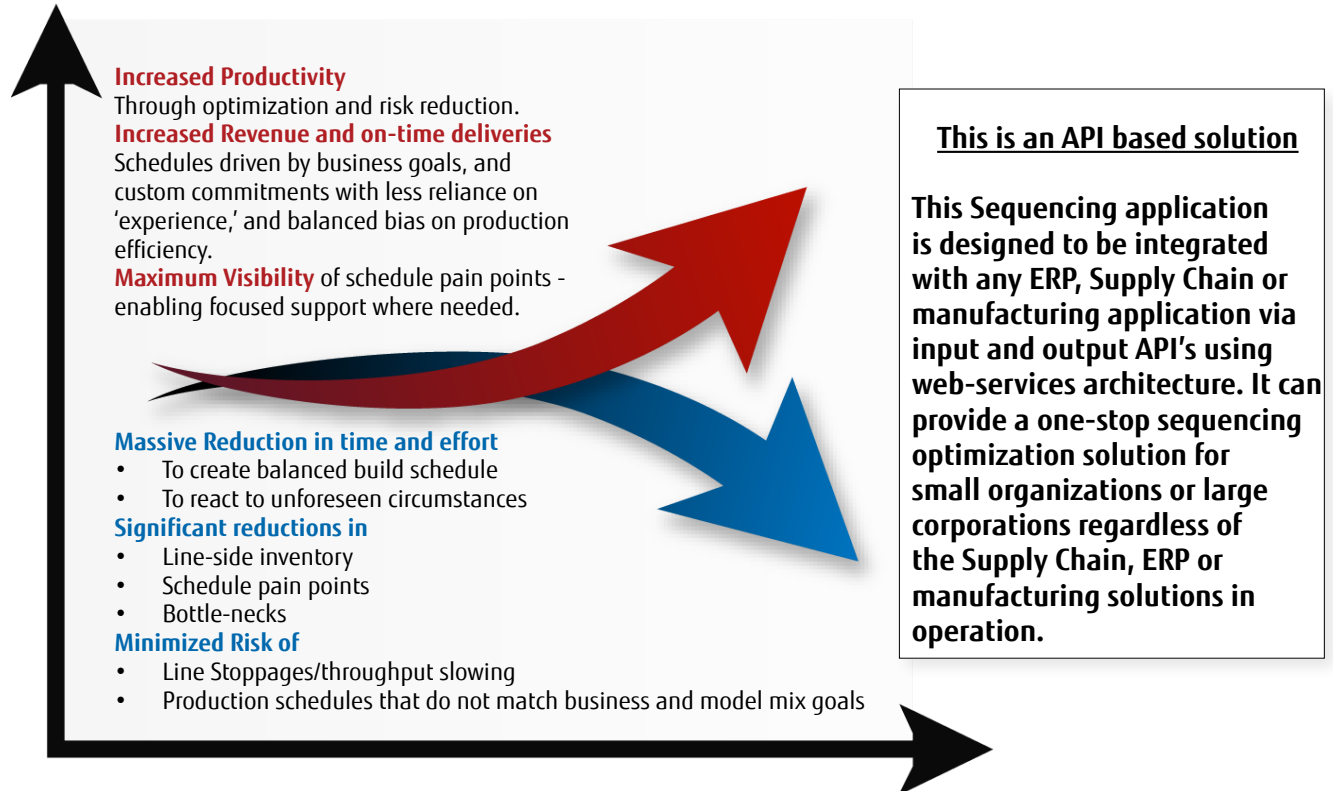 Increased Productivity
Through optimization and risk reduction.
Increased Revenue and on-time deliveries
Schedules driven by business goals, and
custom commitments with less reliance on
‘experience,’ and balanced bias on production
efficiency.
Maximum Visibility of schedule pain points -
enabling focused support where needed.
Massive Reduction in time and effort
• To create balanced build schedule
• To react to unforeseen circumstances
Significant reductions in
• Line-side inventory
• Schedule pain points
• Bottle-necks
Minimized Risk of
• Line Stoppages/throughput slowing
• Production schedules that do not match business and model mix goals
This is an API based solution
This Sequencing application
is designed to be integrated
with any ERP, Supply Chain or
manufacturing application via
input and output API’s using
web-services architecture. It can
provide a one-stop sequencing
optimization solution for
small organizations or large
corporations regardless of
the Supply Chain, ERP or
manufacturing solutions in
operation.